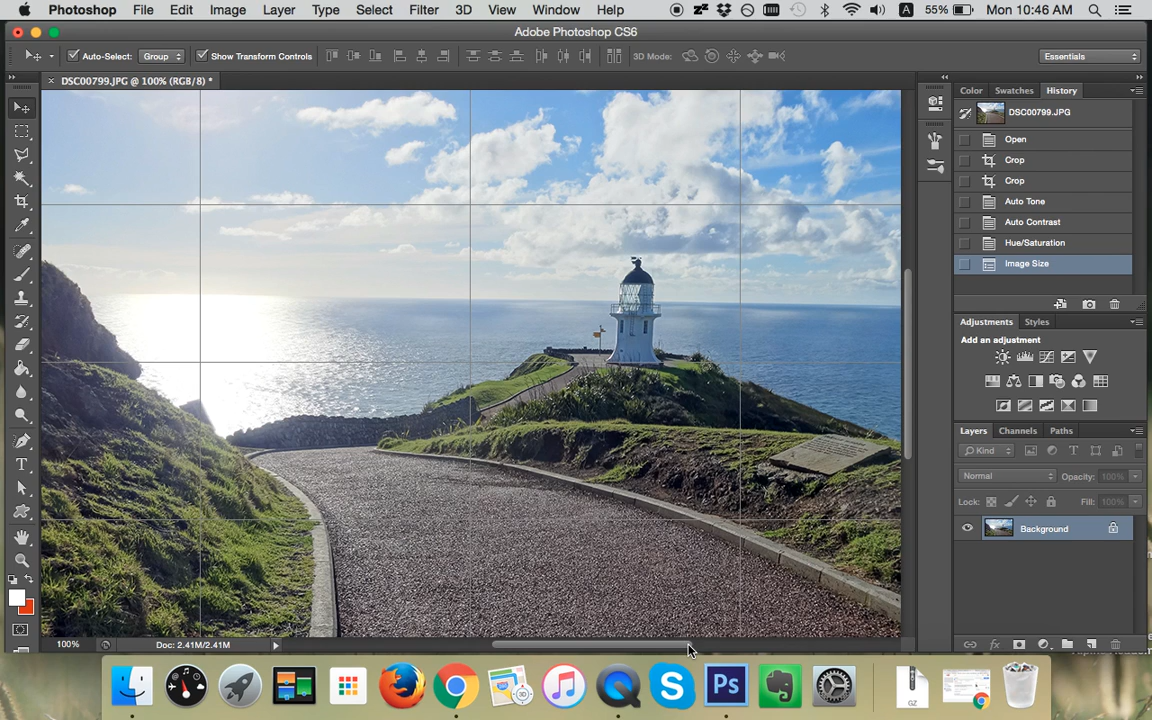 Photoshop File Edit Image Layer Type Select Filter 3D View Window Help A 55% Mon 10:46 AM
Adobe Photoshop CS6
Auto-Select: Group Show Transform Controls 3D Mode: Essentials
DSC00799.JPG @ 100% (RGB/8) *
Color Swatches History
DSC00799.JPG
Open
Crop
Crop
Auto Tone
Auto Contrast
Hue/Saturation
Image Size
Adjustments Styles
Add an adjustment
Layers Channels Paths
Kind
Normal Opacity: 100%
Lock: Fill: 100%
Background
100% Doc: 2.41M/2.41M
3D
S
Ps
GZ